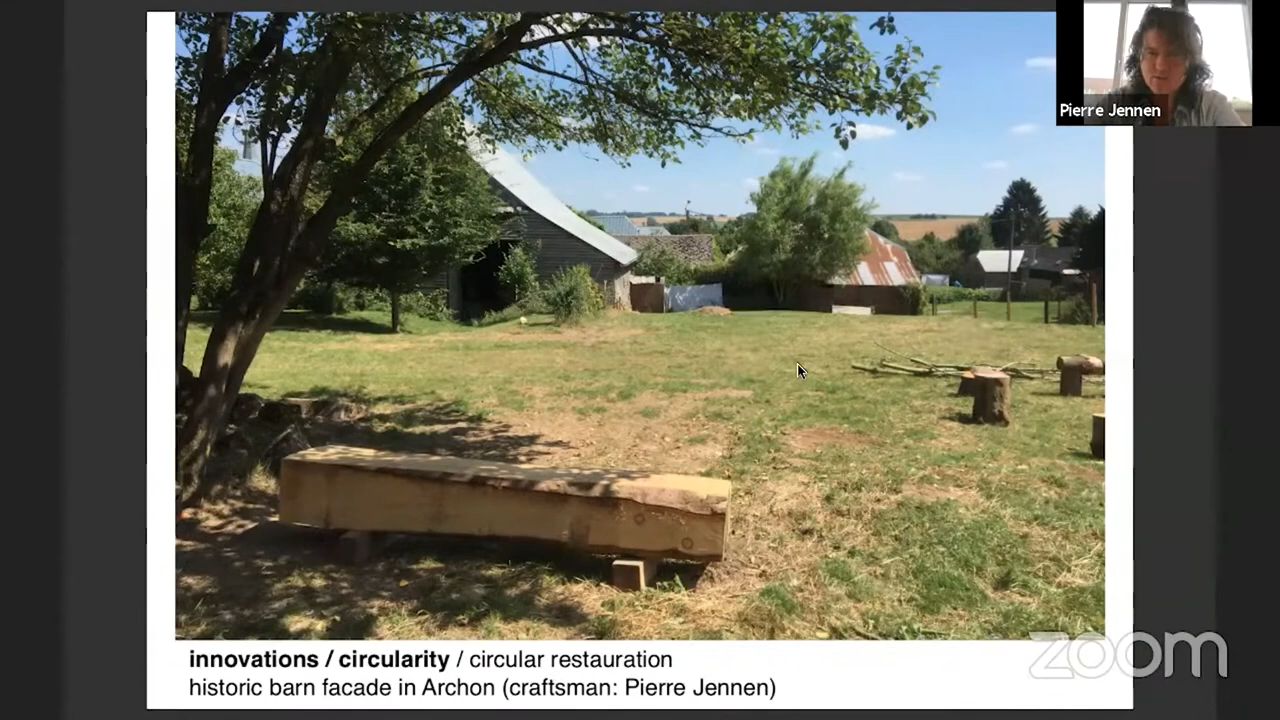 Pierre Jennen
innovations / circularity / circular restauration
historic barn facade in Archon (craftsman: Pierre Jennen)
zoom